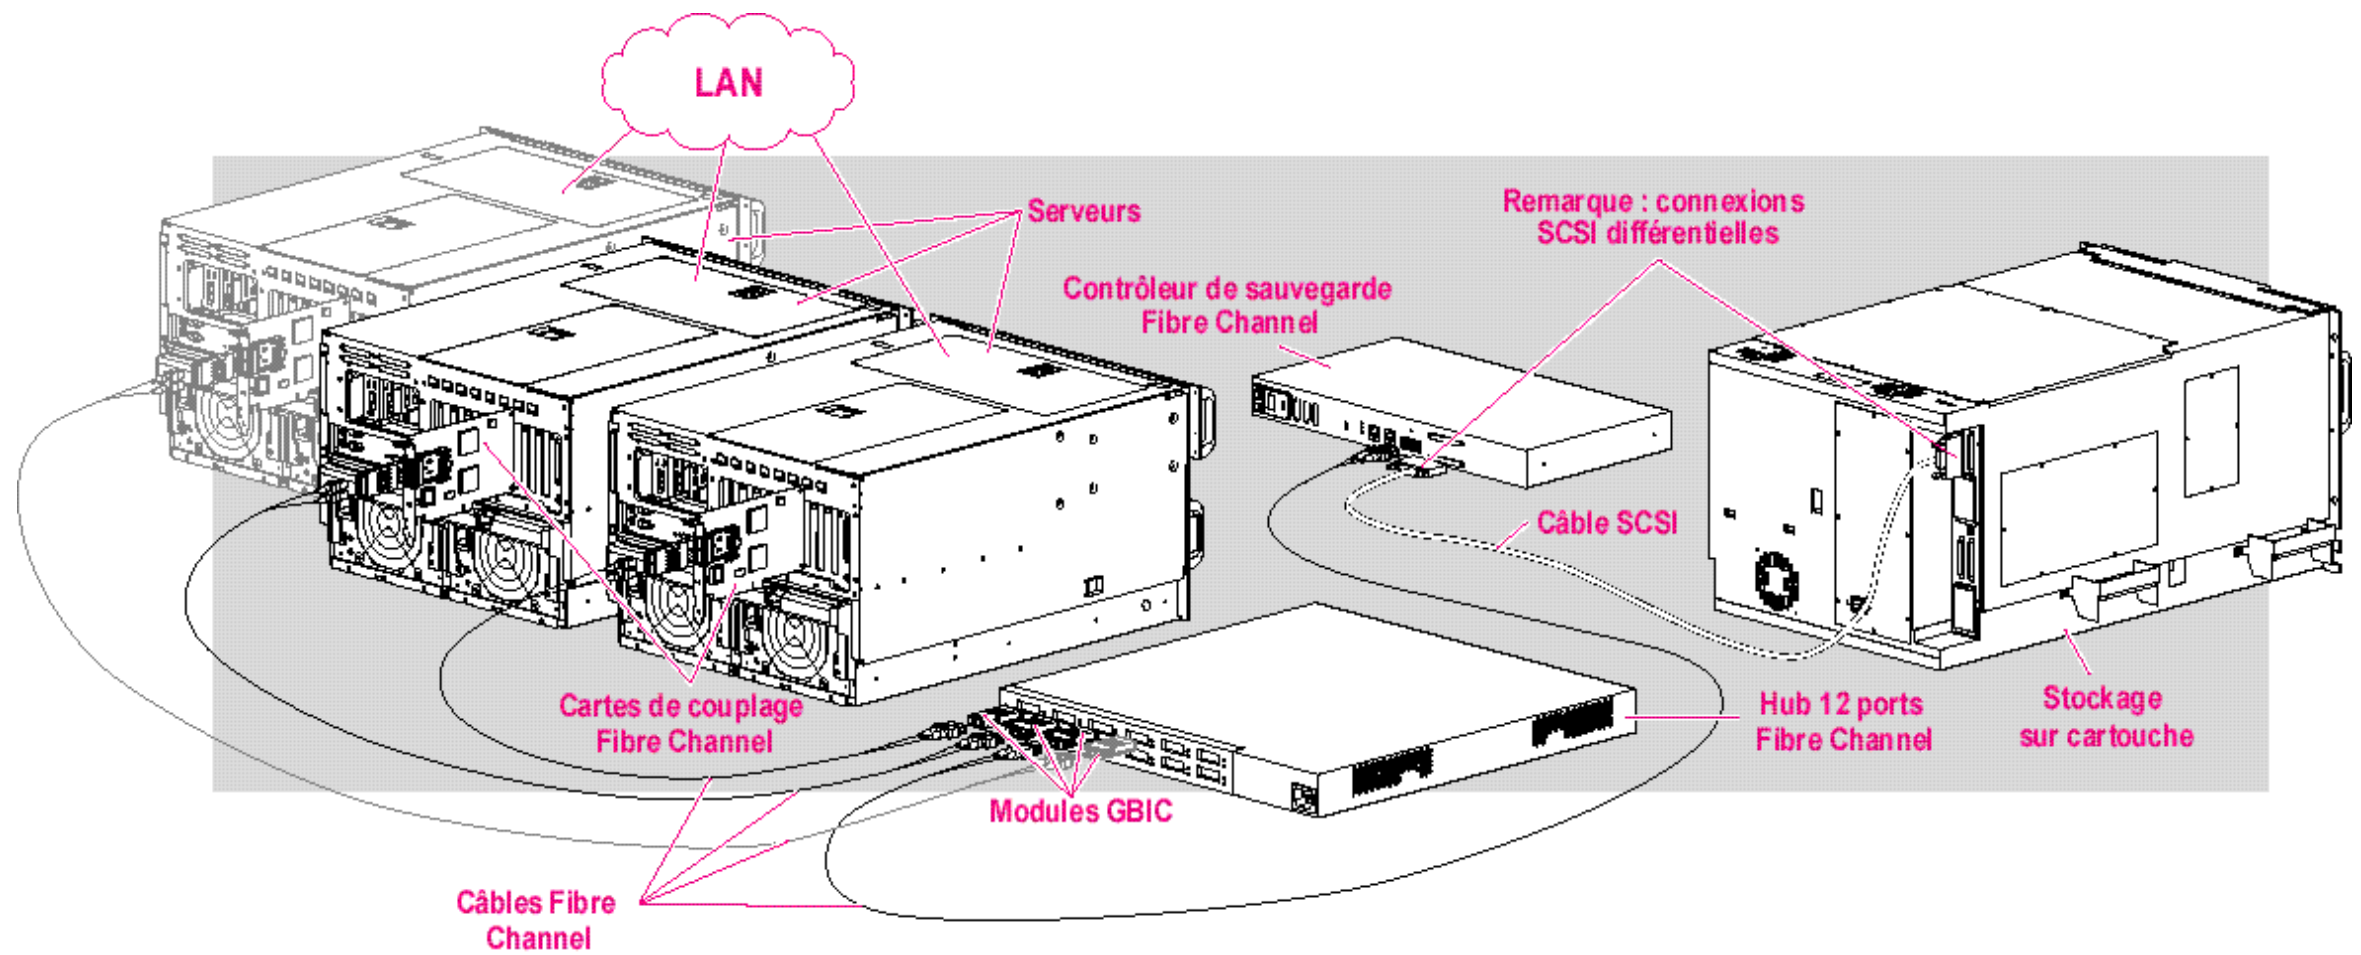 LAN
Serveurs
Remarque : connexions
SCSI différentielles
Contrôleur de sauvegarde
Fibre Channel
Câble SCSI
Cartes de couplage
Fibre Channel
Hub 12 ports
Fibre Channel
Stockage
sur cartouche
Modules GBIC
Câbles Fibre
Channel